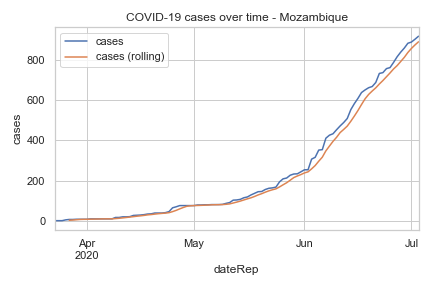 COVID-19 cases over time - Mozambique
cases
cases (rolling)
800
600
400
200
0
cases
Apr
2020
May
Jun
Jul
dateRep